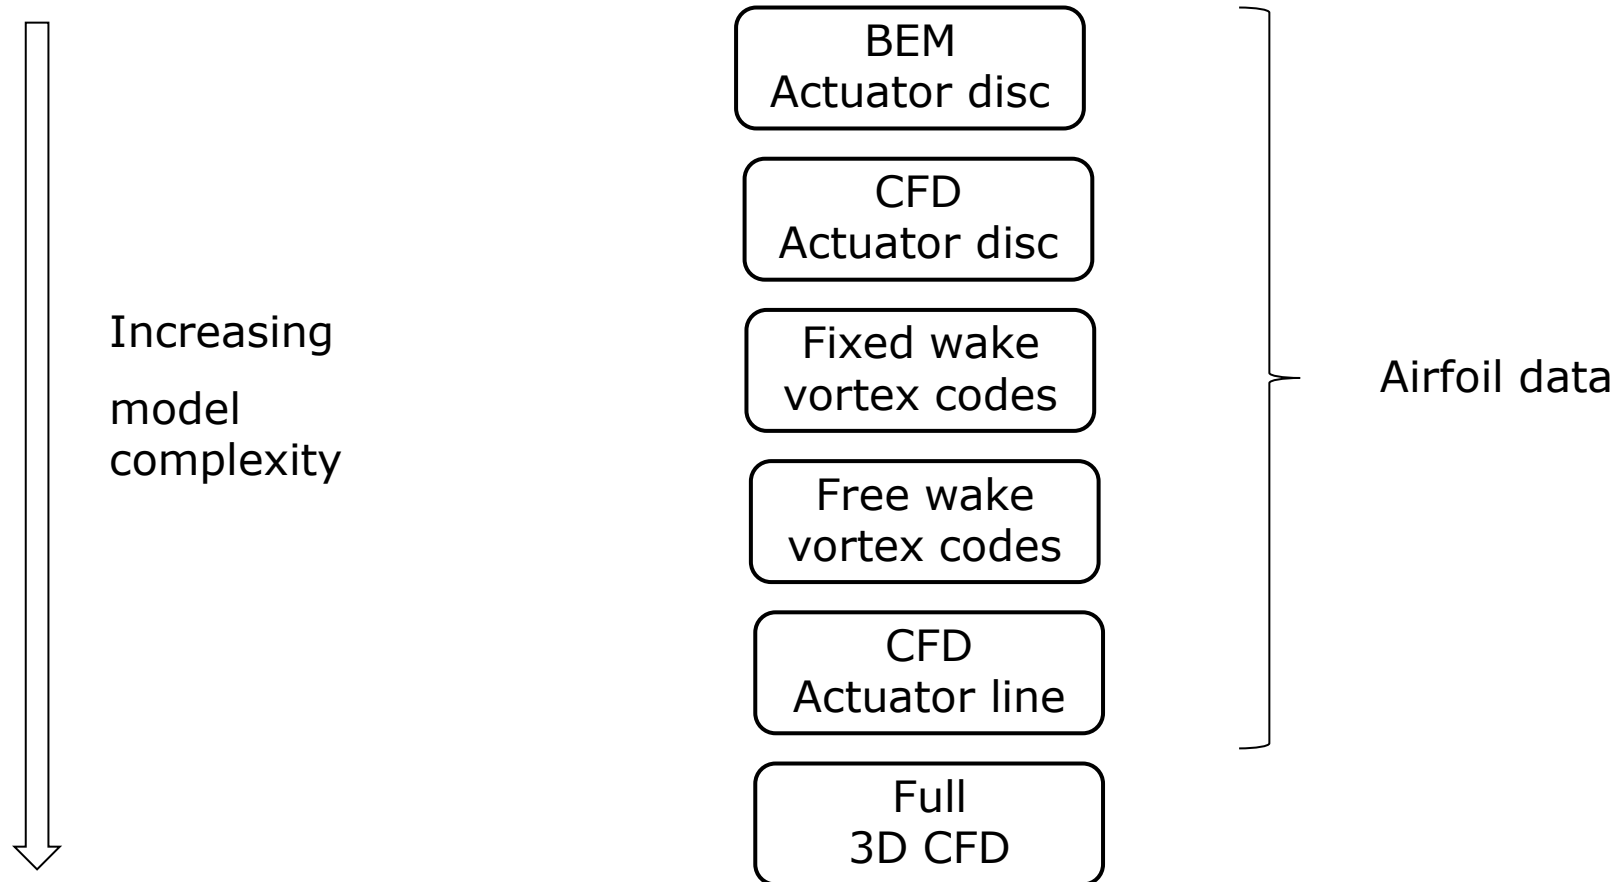 BEM
Actuator disc
CFD
Actuator disc
Increasing
model
complexity
Fixed wake
vortex codes
Airfoil data
Free wake
vortex codes
CFD
Actuator line
Full
3D CFD